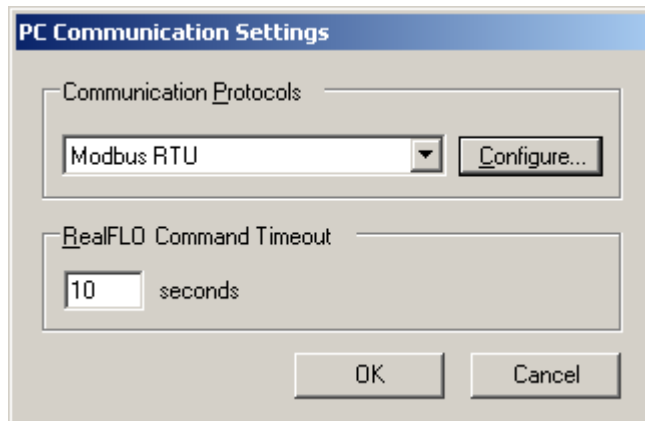 PC Communication Settings
Communication Protocols
Modbus RTU
Configure...
RealFLO Command Timeout
10 seconds
OK Cancel